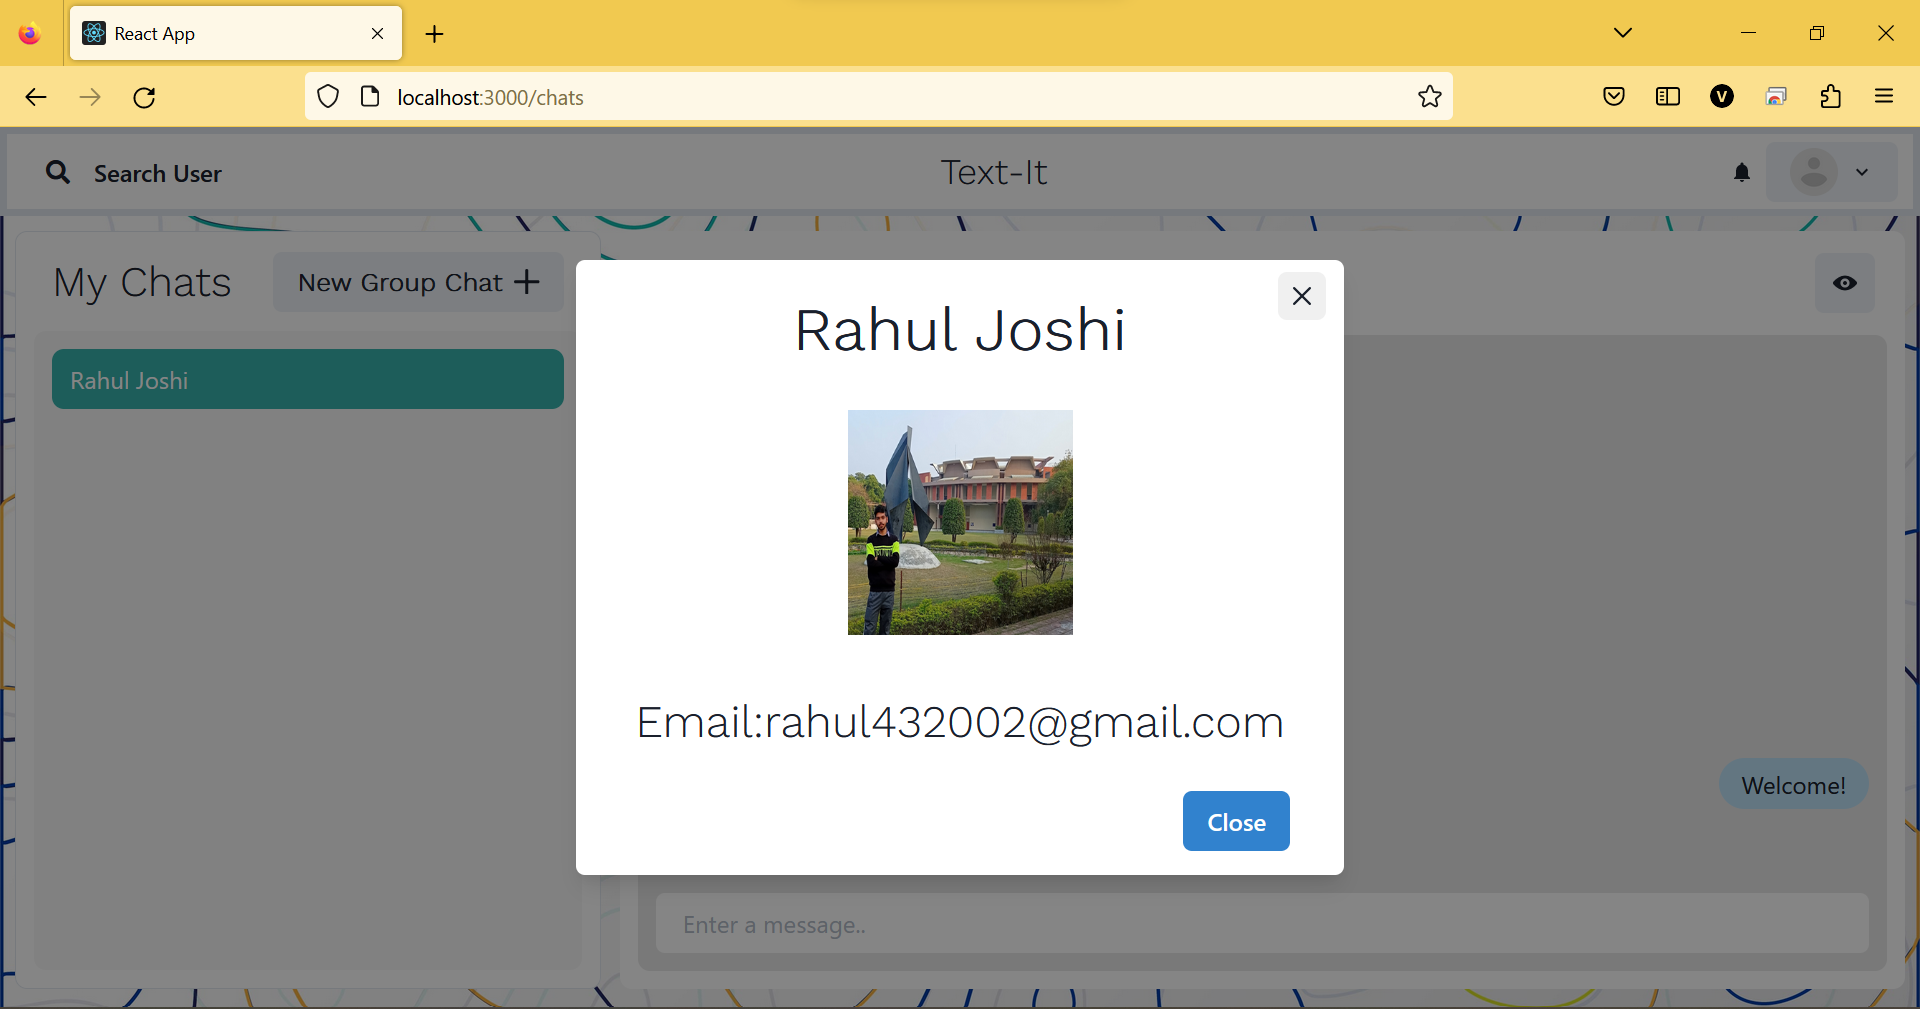 React App
localhost:3000/chats
Search User
Text-It
My Chats
New Group Chat
Rahul Joshi
Rahul Joshi
Email:rahul432002@gmail.com
Welcome!
Close
Enter a message..